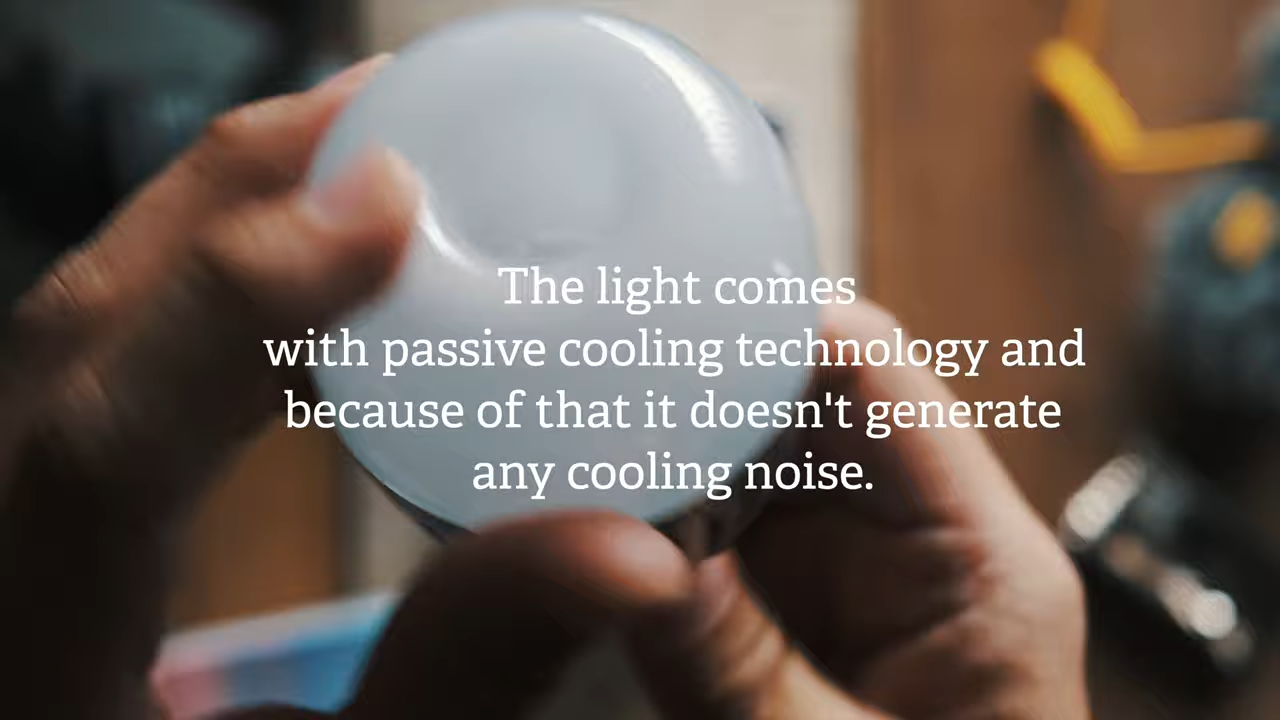 The light comes
with passive cooling technology and
because of that it doesn't generate
any cooling noise.